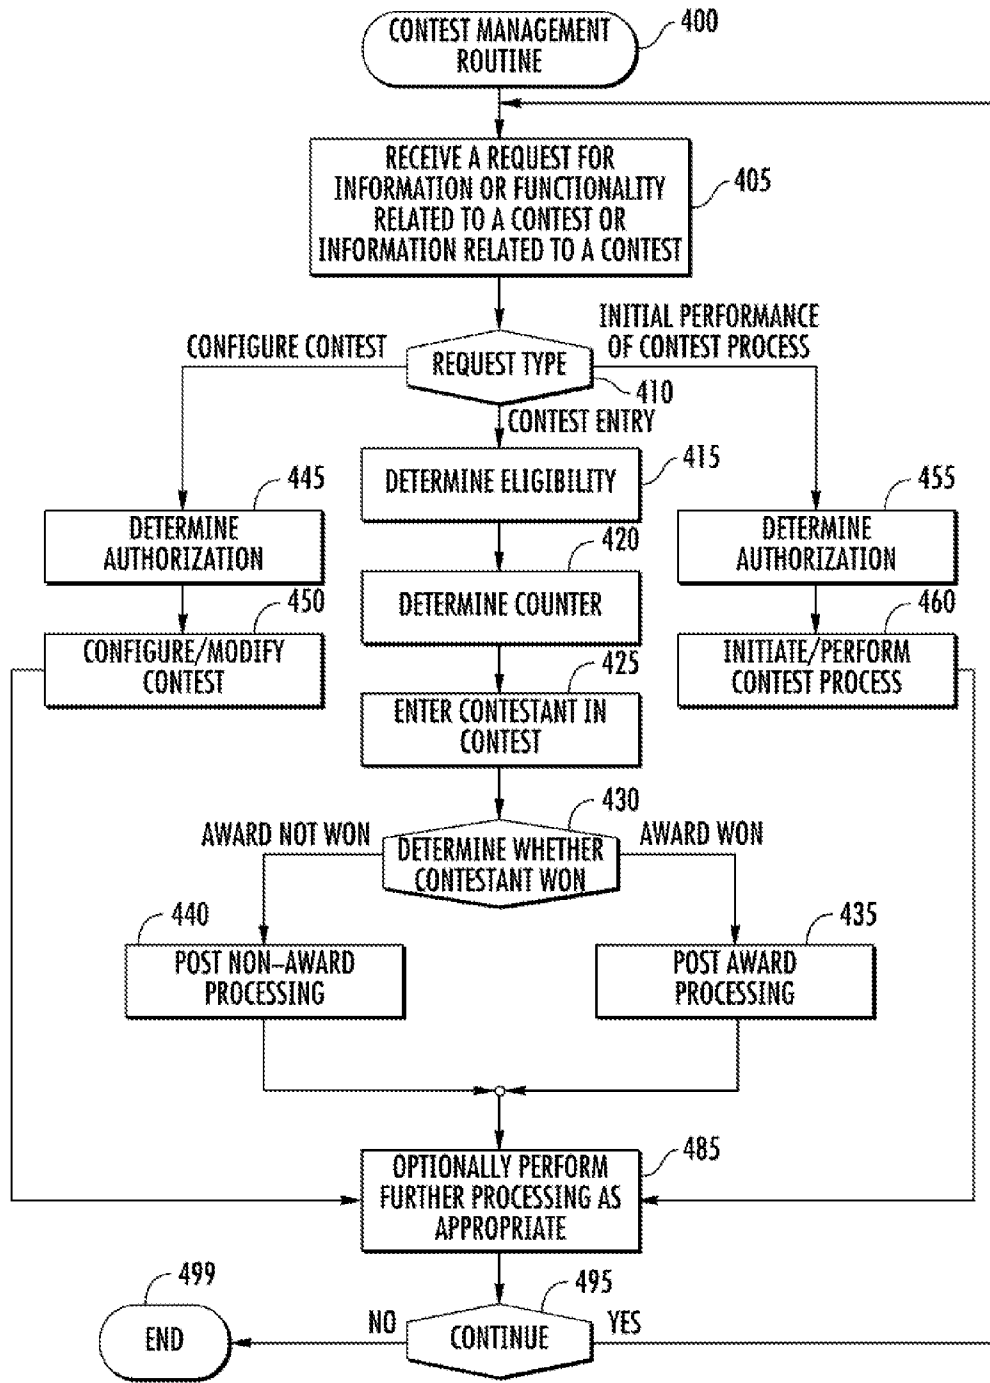 CONTEST MANAGEMENT
ROUTINE
400
RECEIVE A REQUEST FOR
INFORMATION OR FUNCTIONALITY
RELATED TO A CONTEST OR
INFORMATION RELATED TO A CONTEST
405
REQUEST TYPE
410
CONFIGURE CONTEST
INITIAL PERFORMANCE
OF CONTEST PROCESS
CONTEST ENTRY
DETERMINE ELIGIBILITY
415
445
DETERMINE
AUTHORIZATION
455
DETERMINE
AUTHORIZATION
420
DETERMINE COUNTER
450
CONFIGURE/MODIFY
CONTEST
460
INITIATE/PERFORM
CONTEST PROCESS
425
ENTER CONTESTANT IN
CONTEST
430
DETERMINE WHETHER
CONTESTANT WON
AWARD NOT WON
AWARD WON
440
POST NON-AWARD
PROCESSING
435
POST AWARD
PROCESSING
485
OPTIONALLY PERFORM
FURTHER PROCESSING AS
APPROPRIATE
495
CONTINUE
NO
YES
499
END